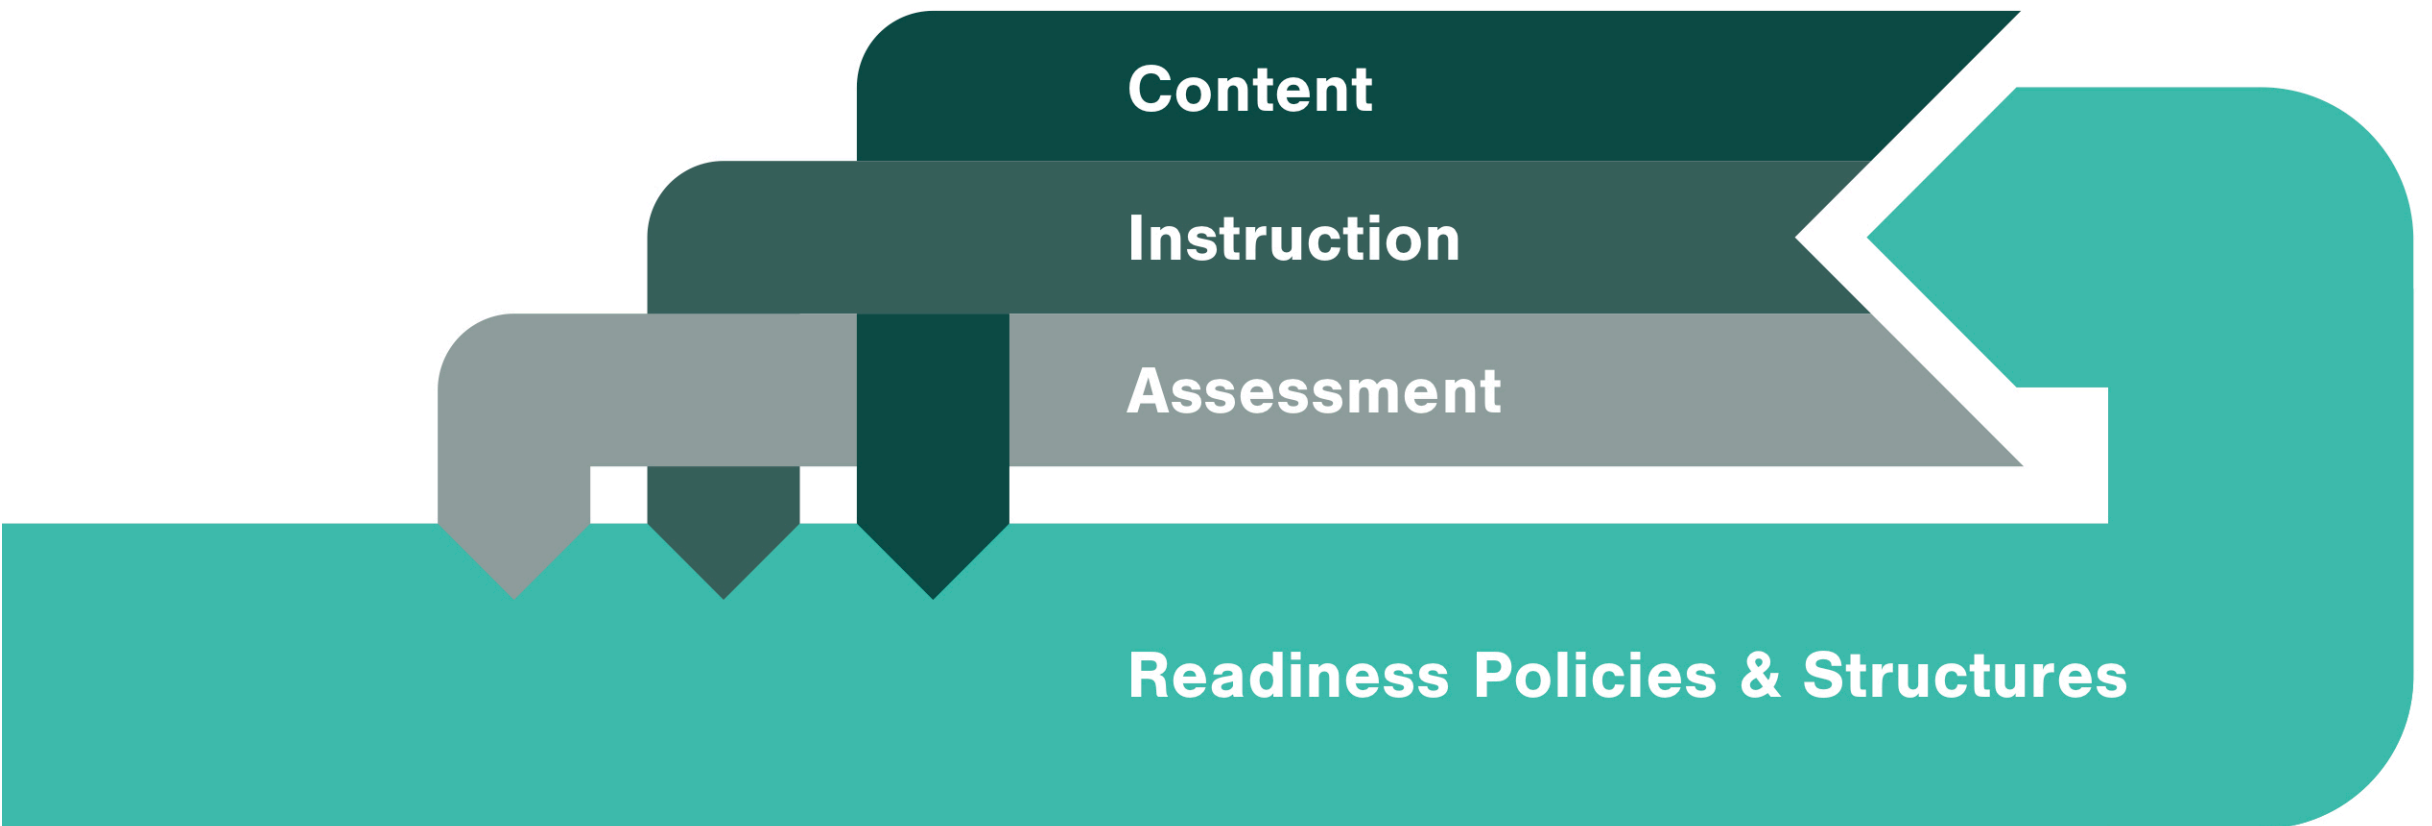 Content
Instruction
Assessment
Readiness Policies & Structures